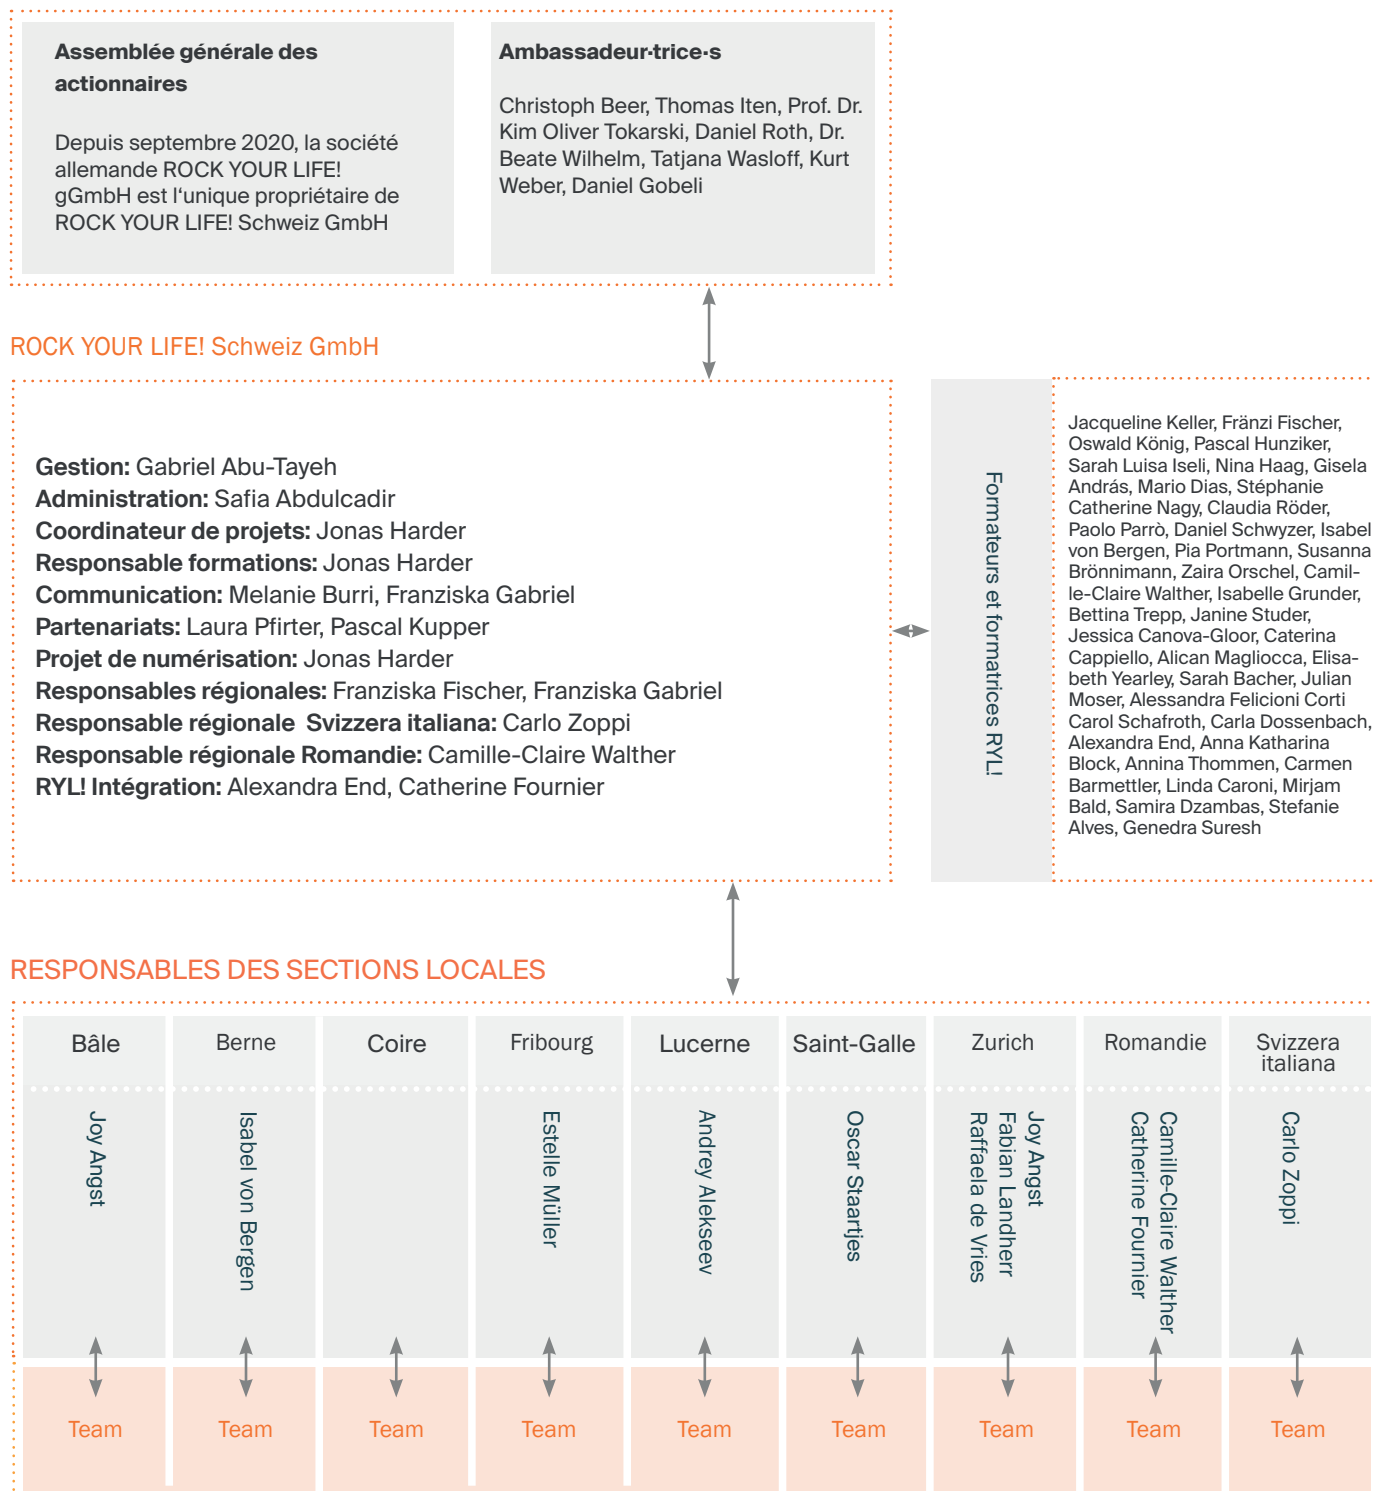 Assemblée générale des
actionnaires
Depuis septembre 2020, la société
allemande ROCK YOUR LIFE!
gGmbH est l‘unique propriétaire de
ROCK YOUR LIFE! Schweiz GmbH
Ambassadeur·trice·s
Christoph Beer, Thomas Iten, Prof. Dr.
Kim Oliver Tokarski, Daniel Roth, Dr.
Beate Wilhelm, Tatjana Wasloff, Kurt
Weber, Daniel Gobeli
ROCK YOUR LIFE! Schweiz GmbH
Gestion: Gabriel Abu-Tayeh
Administration: Safia Abdulcadir
Coordinateur de projets: Jonas Harder
Responsable formations: Jonas Harder
Communication: Melanie Burri, Franziska Gabriel
Partenariats: Laura Pfirter, Pascal Kupper
Projet de numérisation: Jonas Harder
Responsables régionales: Franziska Fischer, Franziska Gabriel
Responsable régionale  Svizzera italiana: Carlo Zoppi
Responsable régionale Romandie: Camille-Claire Walther
RYL! Intégration: Alexandra End, Catherine Fournier
Formateurs et formatrices RYL!
Jacqueline Keller, Fränzi Fischer,
Oswald König, Pascal Hunziker,
Sarah Luisa Iseli, Nina Haag, Gisela
András, Mario Dias, Stéphanie
Catherine Nagy, Claudia Röder,
Paolo Parrò, Daniel Schwyzer, Isabel
von Bergen, Pia Portmann, Susanna
Brönnimann, Zaira Orschel, Camil-
le-Claire Walther, Isabelle Grunder,
Bettina Trepp, Janine Studer,
Jessica Canova-Gloor, Caterina
Cappiello, Alican Magliocca, Elisa-
beth Yearley, Sarah Bacher, Julian
Moser, Alessandra Felicioni Corti
Carol Schafroth, Carla Dossenbach,
Alexandra End, Anna Katharina
Block, Annina Thommen, Carmen
Barmettler, Linda Caroni, Mirjam
Bald, Samira Dzambas, Stefanie
Alves, Genedra Suresh
RESPONSABLES DES SECTIONS LOCALES
Bâle
Joy Angst
Team
Berne
Isabel von Bergen
Team
Coire
Team
Fribourg
Estelle Müller
Team
Lucerne
Andrey Alekseev
Team
Saint-Galle
Oscar Staartjes
Team
Zurich
Joy Angst
Fabian Landherr
Raffaela de Vries
Team
Romandie
Camille-Claire Walther
Catherine Fournier
Team
Svizzera
italiana
Carlo Zoppi
Team